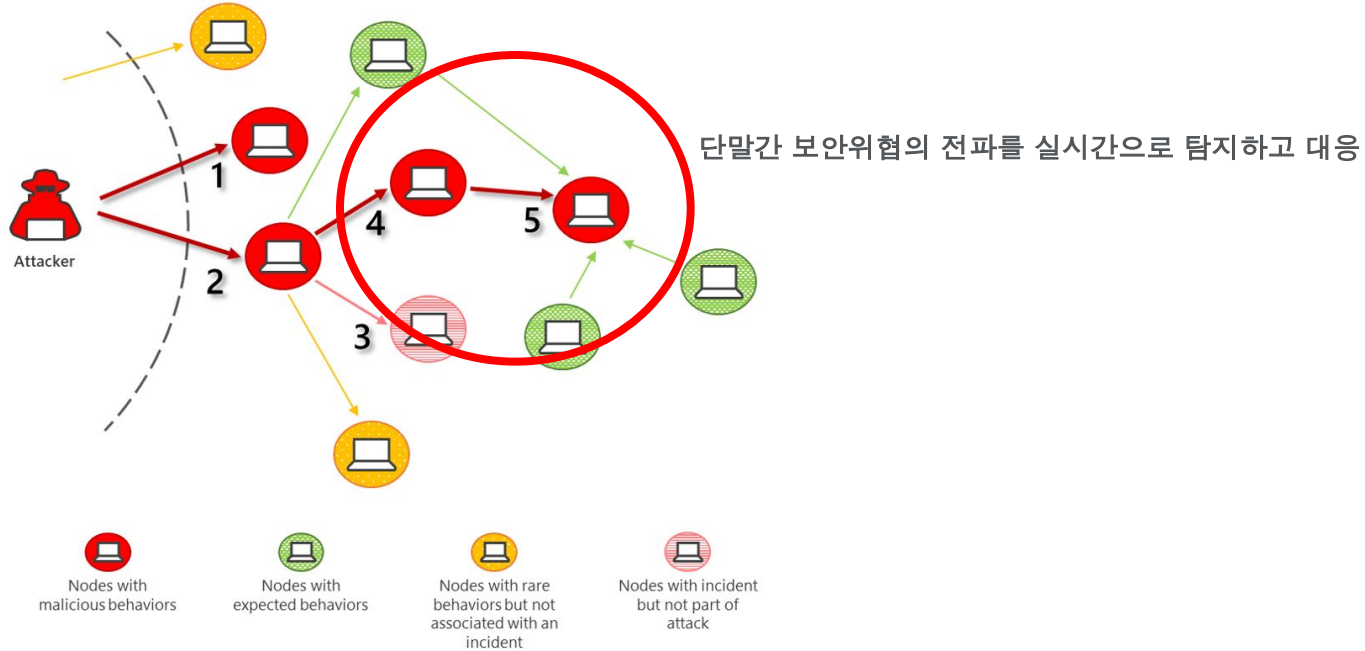 단말간 보안위협의 전파를 실시간으로 탐지하고 대응
1
4
5
2
Attacker
3
Nodes with
malicious behaviors
Nodes with
expected behaviors
Nodes with rare
behaviors but not
associated with an
incident
Nodes with incident
but not part of
attack